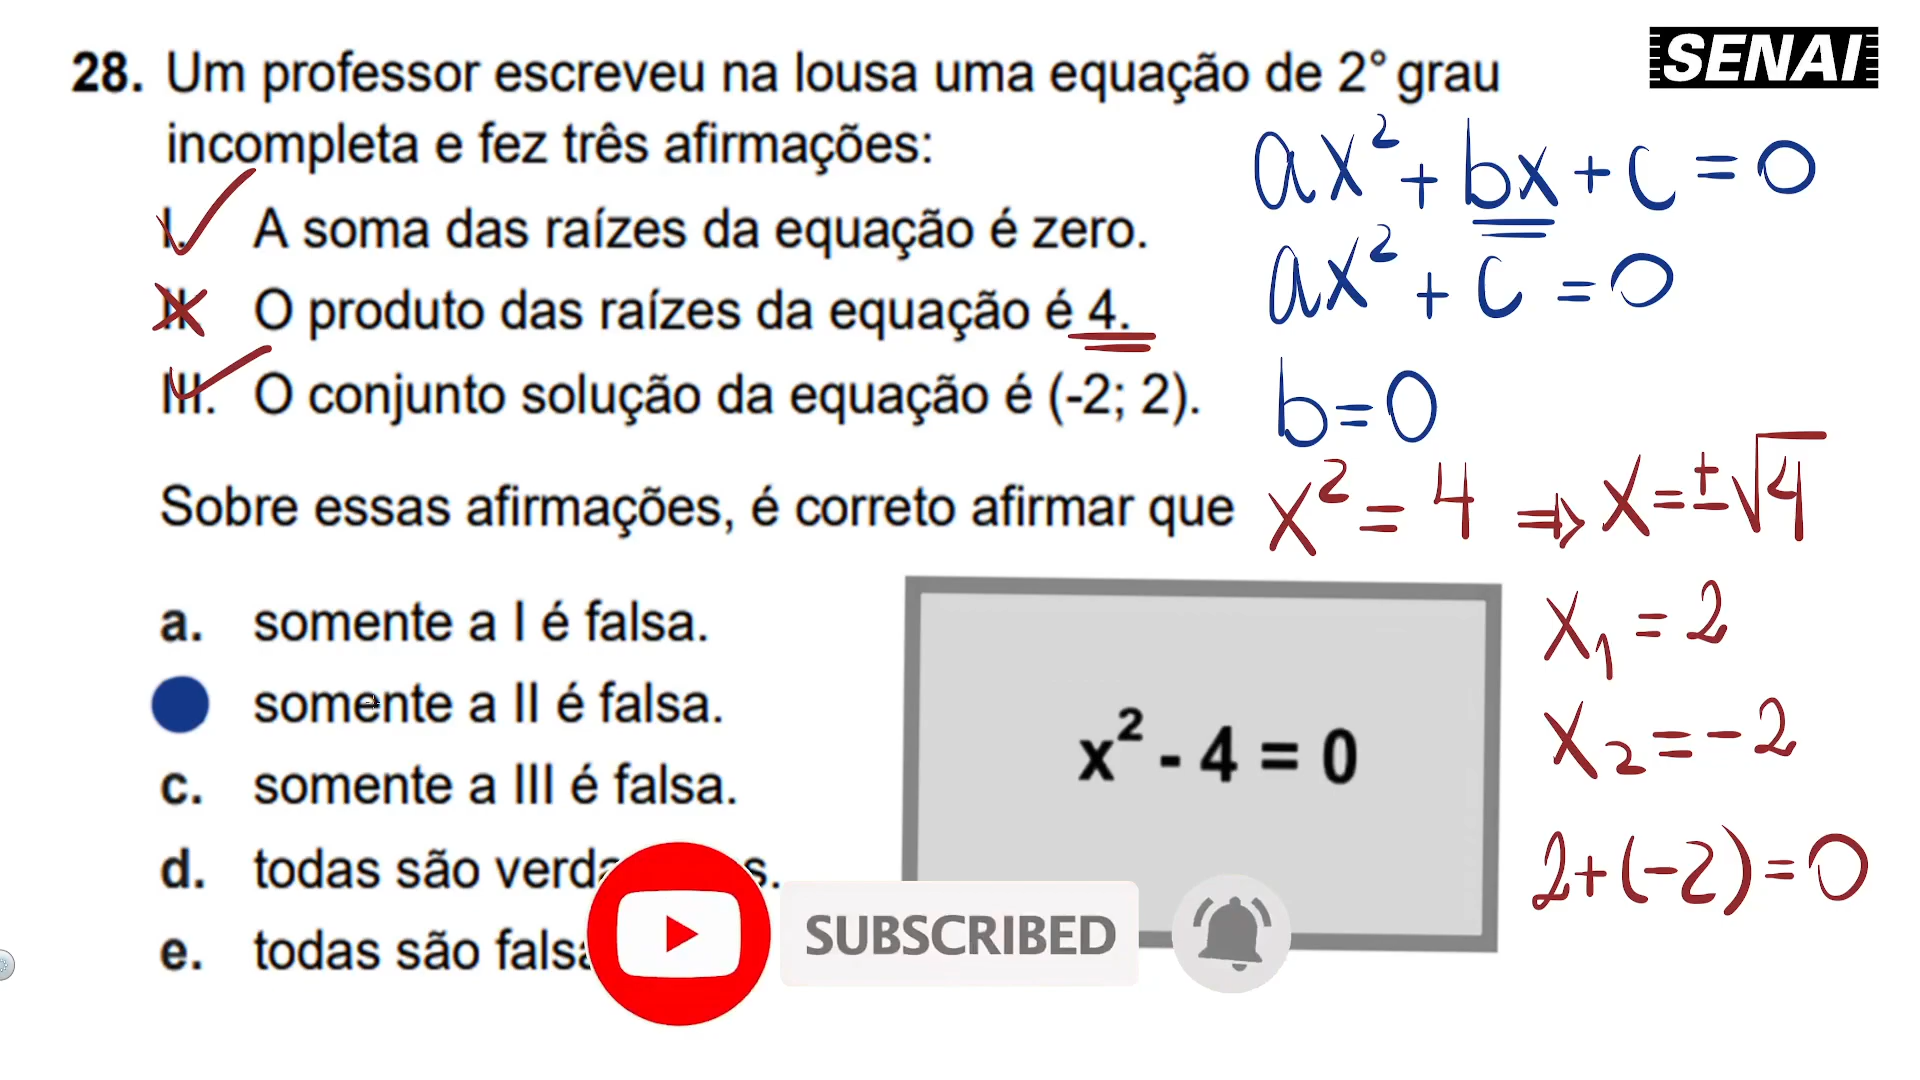 SENAI
28. Um professor escreveu na lousa uma equação de 2° grau
incompleta e fez três afirmações:
I. A soma das raízes da equação é zero.
II. O produto das raízes da equação é 4.
III. O conjunto solução da equação é (-2; 2).
Sobre essas afirmações, é correto afirmar que
a. somente a I é falsa.
somente a II é falsa.
c. somente a III é falsa.
d. todas são
e. todas são
x² - 4 = 0
ax² + bx + c = 0
ax² + c = 0
b = 0
x² = 4 ⇒ x = ±√4
x₁ = 2
x₂ = -2
2+(-2) = 0
SUBSCRIBED